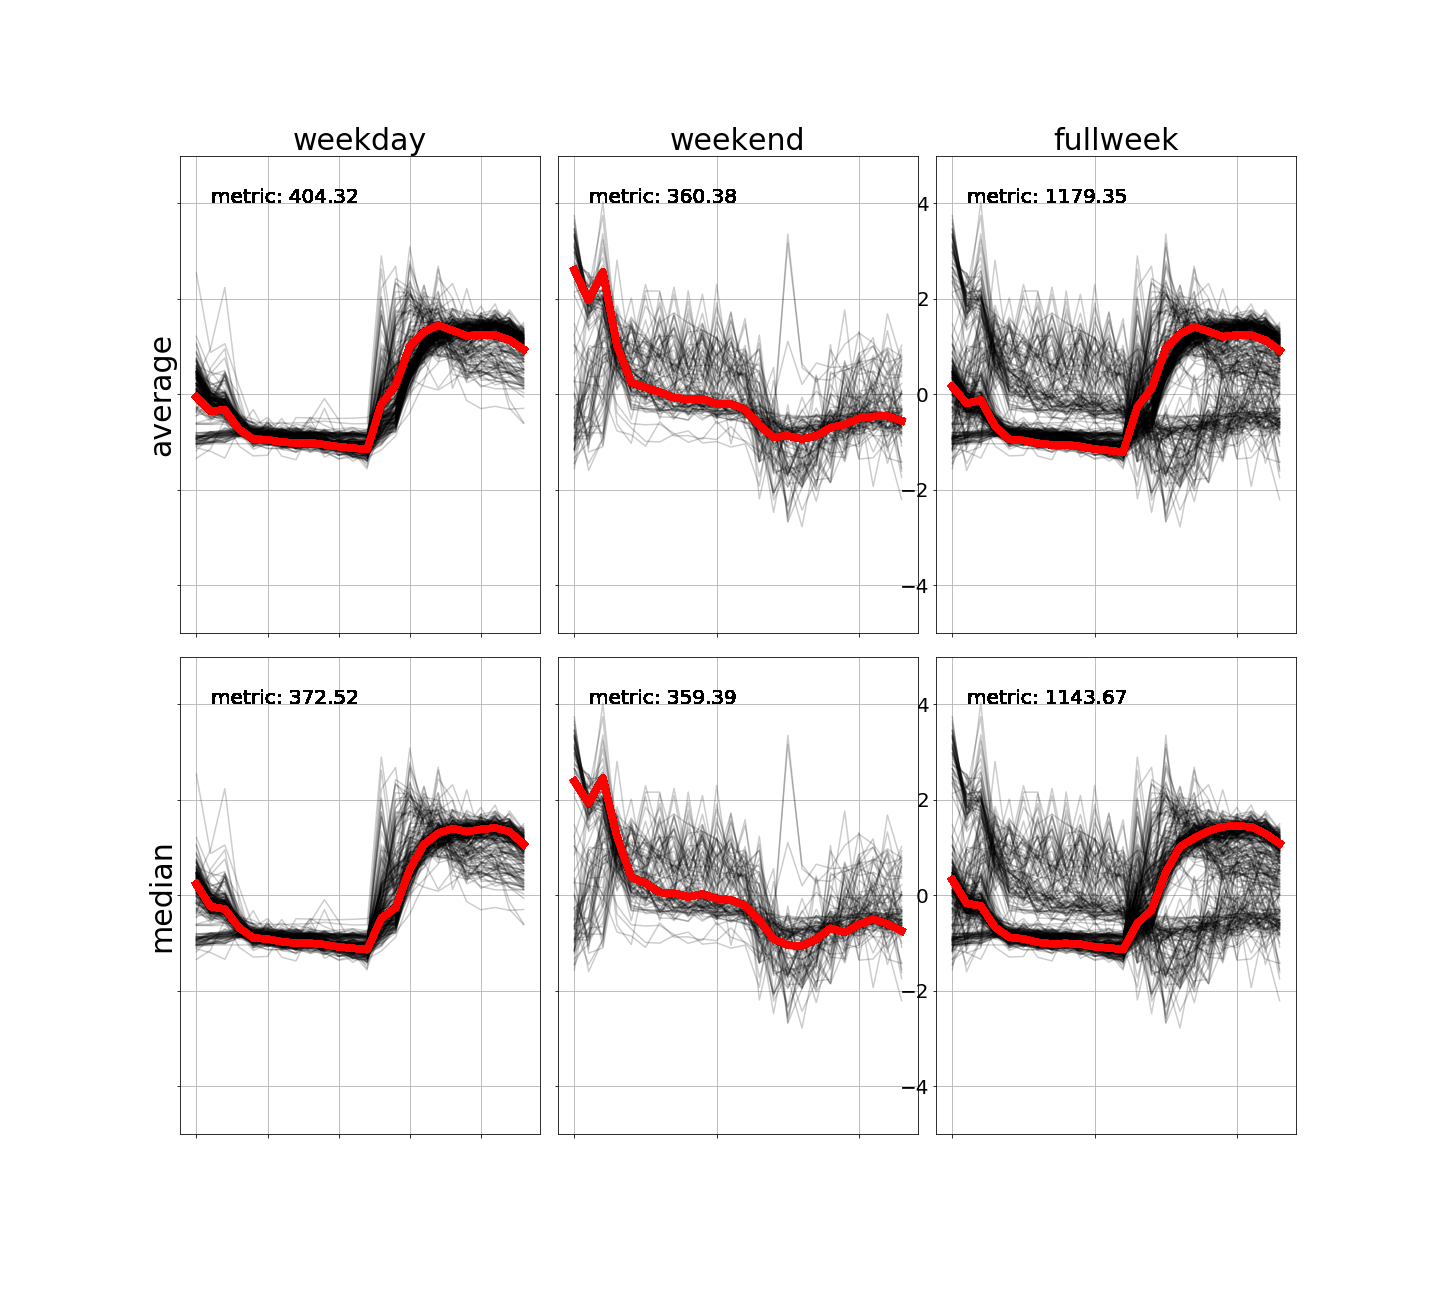 weekday
weekend
fullweek
average
metric: 404.32
metric: 360.38
metric: 1179.35
4
2
0
−2
−4
median
metric: 372.52
metric: 359.39
metric: 1143.67
4
2
0
−2
−4